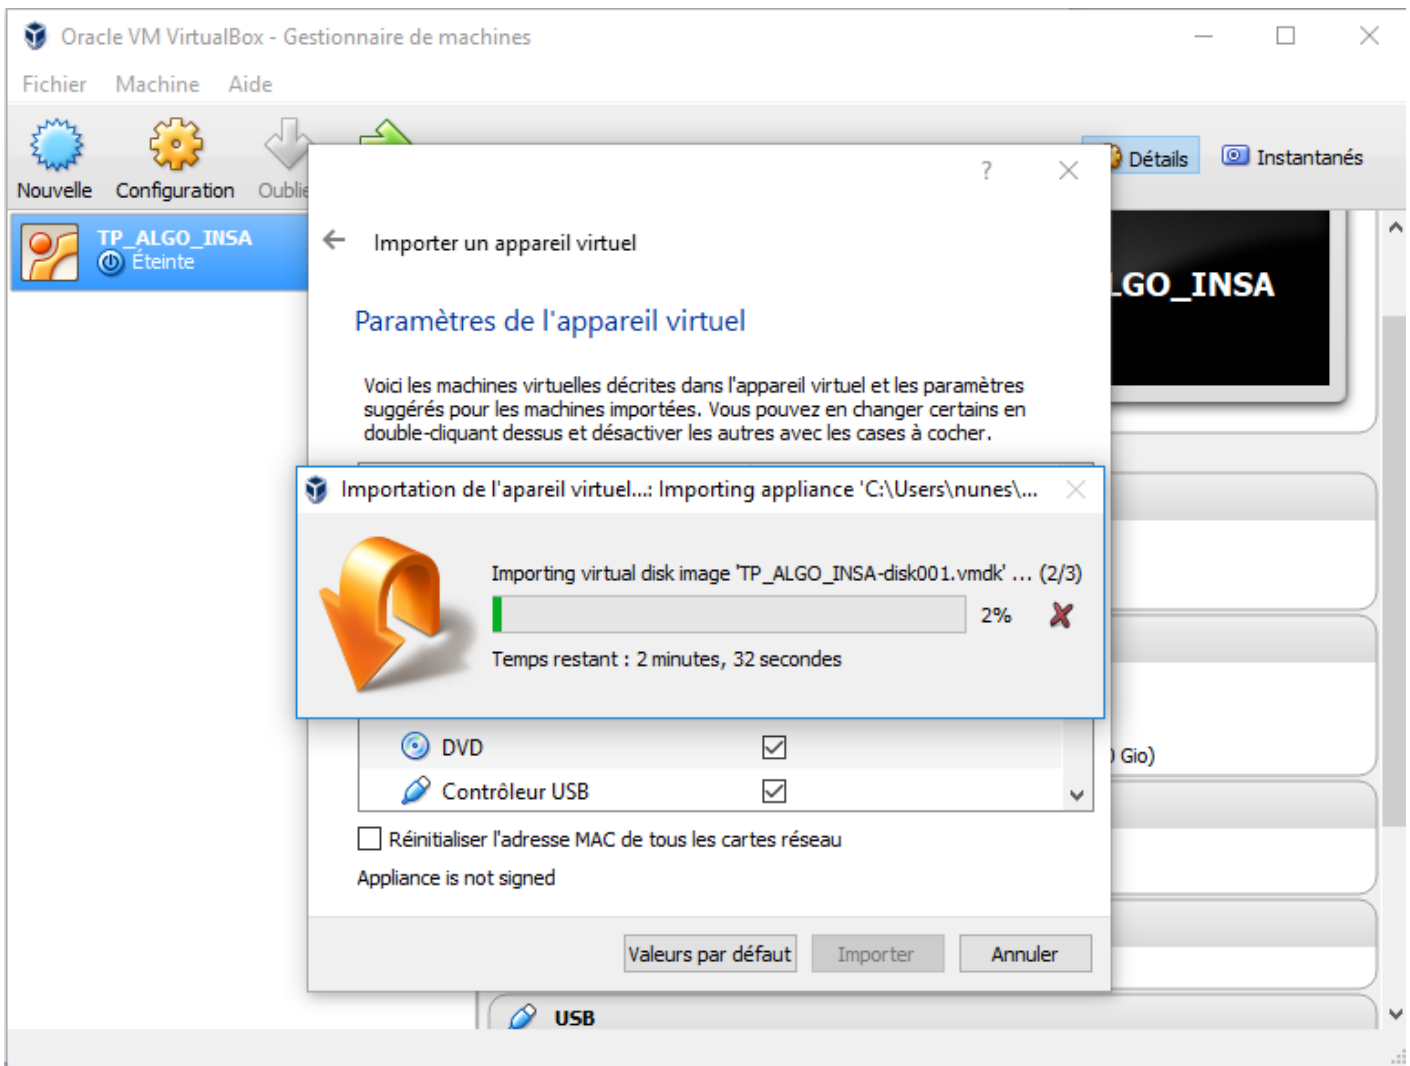 Oracle VM VirtualBox - Gestionnaire de machines
Fichier Machine Aide
Nouvelle Configuration Oublie
Détails Instantanés
TP_ALGO_INSA
Éteinte
LGO_INSA
?
Importer un appareil virtuel
Paramètres de l'appareil virtuel
Voici les machines virtuelles décrites dans l'appareil virtuel et les paramètres
suggérés pour les machines importées. Vous pouvez en changer certains en
double-cliquant dessus et désactiver les autres avec les cases à cocher.
Importation de l'apareil virtuel...: Importing appliance 'C:\Users\nunes\...
Importing virtual disk image 'TP_ALGO_INSA-disk001.vmdk' ... (2/3)
2%
Temps restant : 2 minutes, 32 secondes
DVD
Contrôleur USB
Gio)
Réinitialiser l'adresse MAC de tous les cartes réseau
Appliance is not signed
Valeurs par défaut Importer Annuler
USB